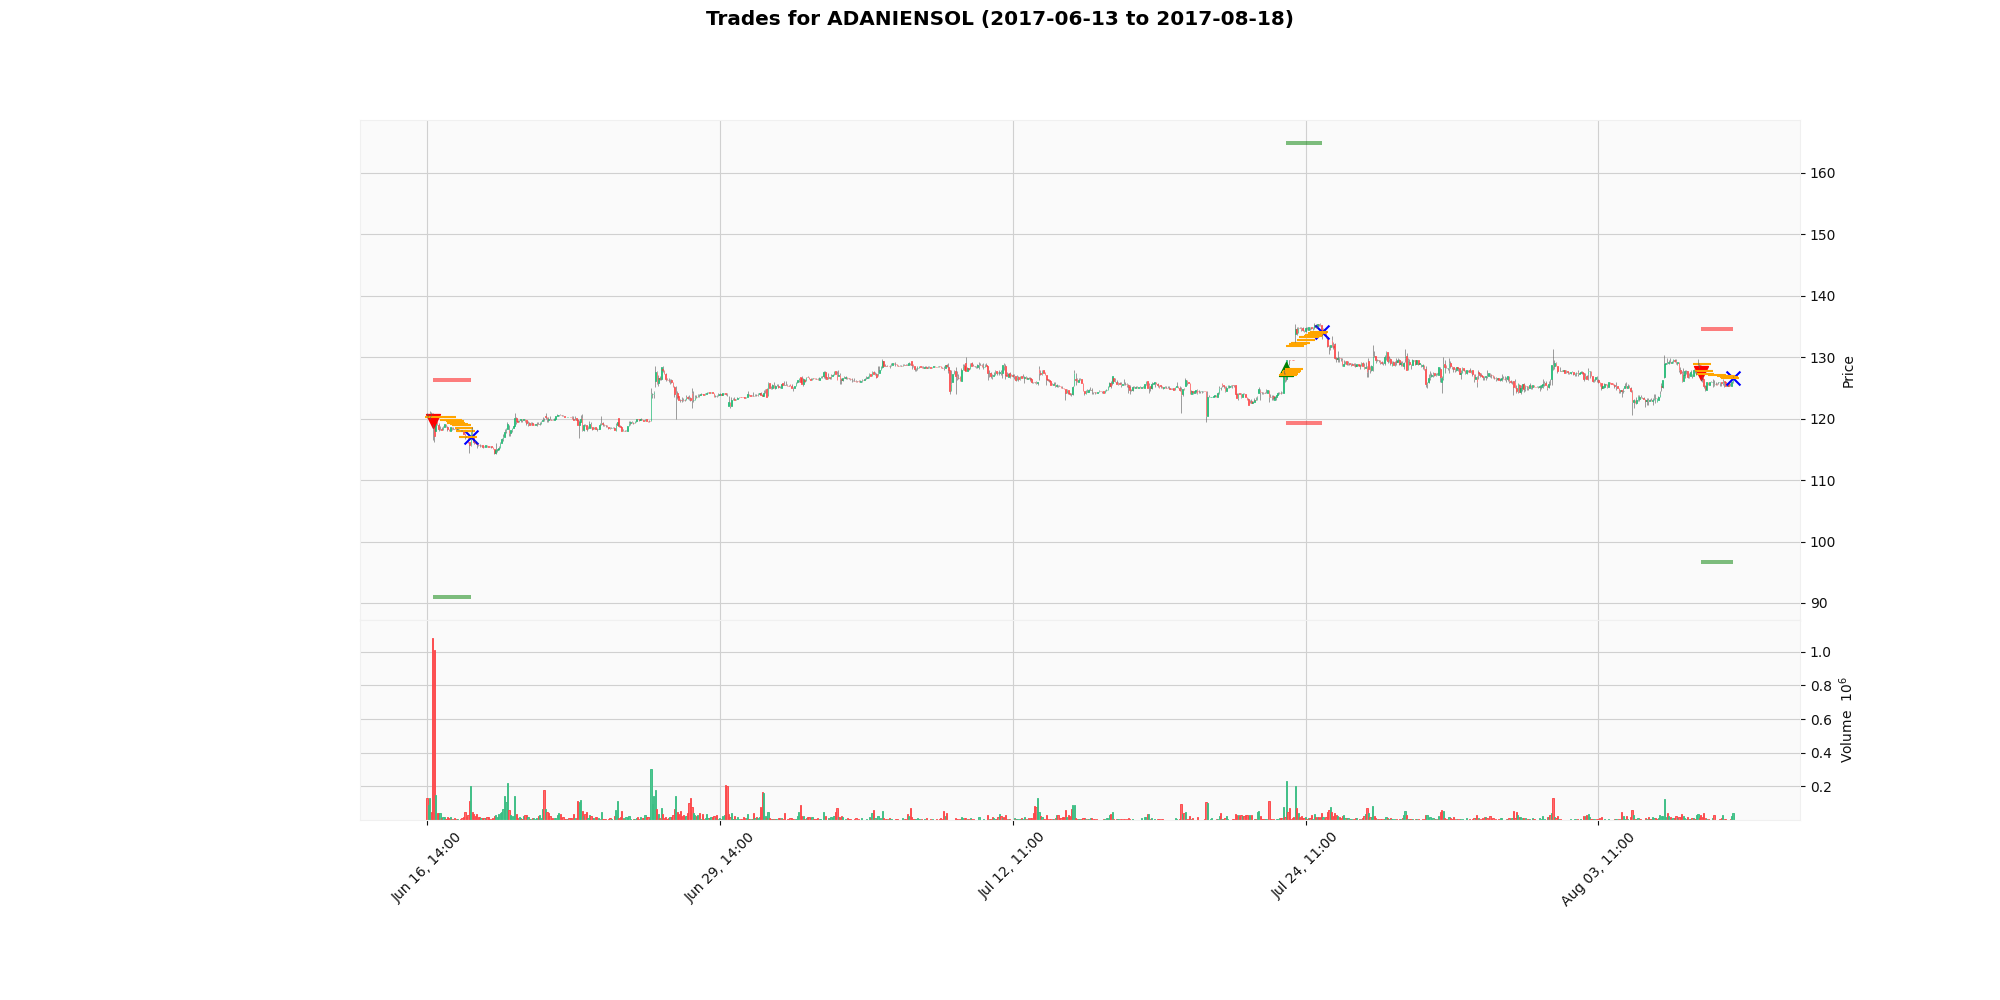 Trades for ADANIENSOL (2017-06-13 to 2017-08-18)
160
150
140
130
120
110
100
90
Price
1.0
0.8
0.6
0.4
0.2
Volume 10^6
Jun 16, 14:00
Jun 29, 14:00
Jul 12, 11:00
Jul 24, 11:00
Aug 03, 11:00